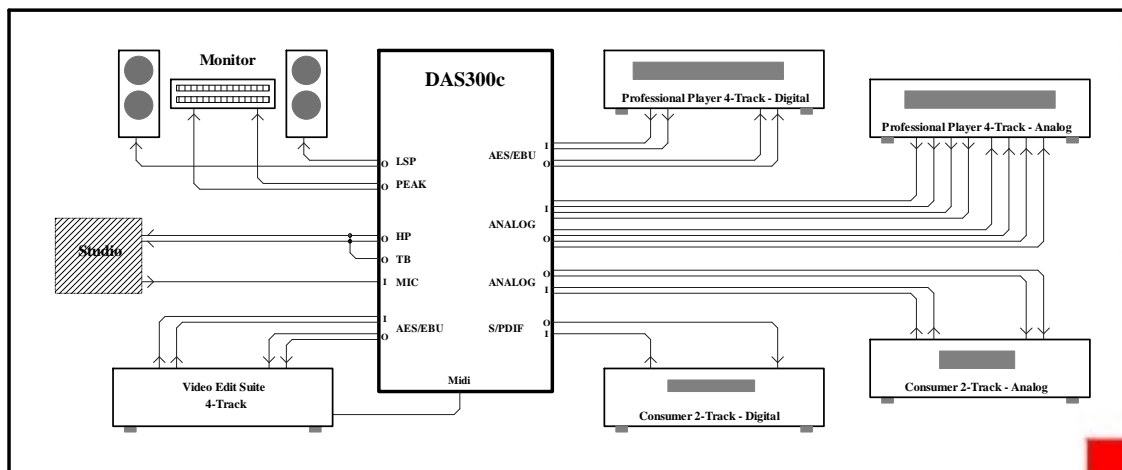 Monitor
DAS300c
Professional Player 4-Track - Digital
Professional Player 4-Track - Analog
O LSP
O PEAK
AES/EBU I
O
I
ANALOG
O
Studio
O HP
O TB
I MIC
ANALOG O
I
I
AES/EBU
O
S/PDIF O
I
Midi
Video Edit Suite
4-Track
Consumer 2-Track - Digital
Consumer 2-Track - Analog